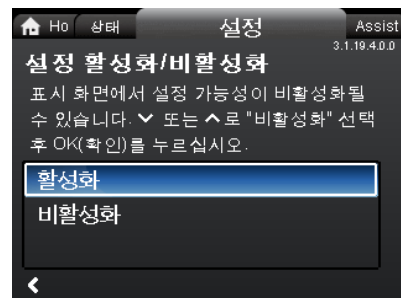 Ho 상태 설정 Assist
3.1.19.4.0.0
설정 활성화/비활성화
표시 화면에서 설정 가능성이 비활성화될
수 있습니다. ∨ 또는 ∧로 "비활성화" 선택
후 OK(확인)를 누르십시오.
활성화
비활성화